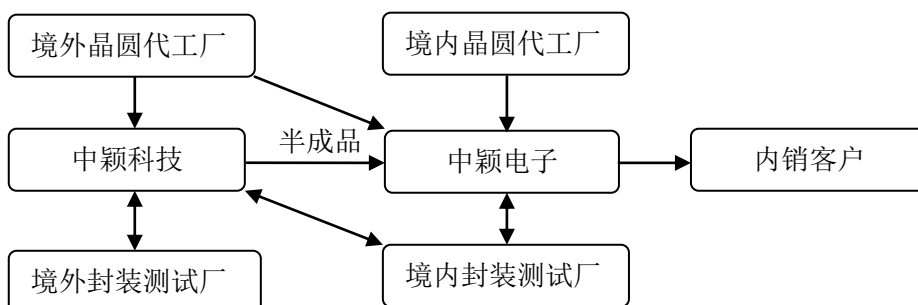 境外晶圆代工厂
境内晶圆代工厂
中颖科技
半成品
中颖电子
内销客户
境外封装测试厂
境内封装测试厂